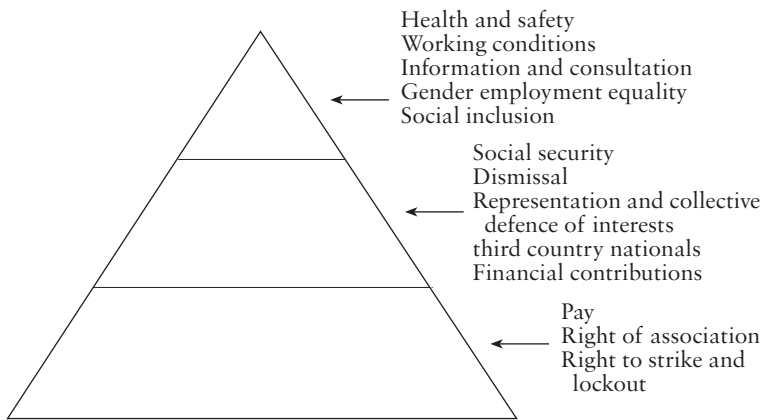 Health and safety
Working conditions
Information and consultation
Gender employment equality
Social inclusion
Social security
Dismissal
Representation and collective
defence of interests
third country nationals
Financial contributions
Pay
Right of association
Right to strike and
lockout